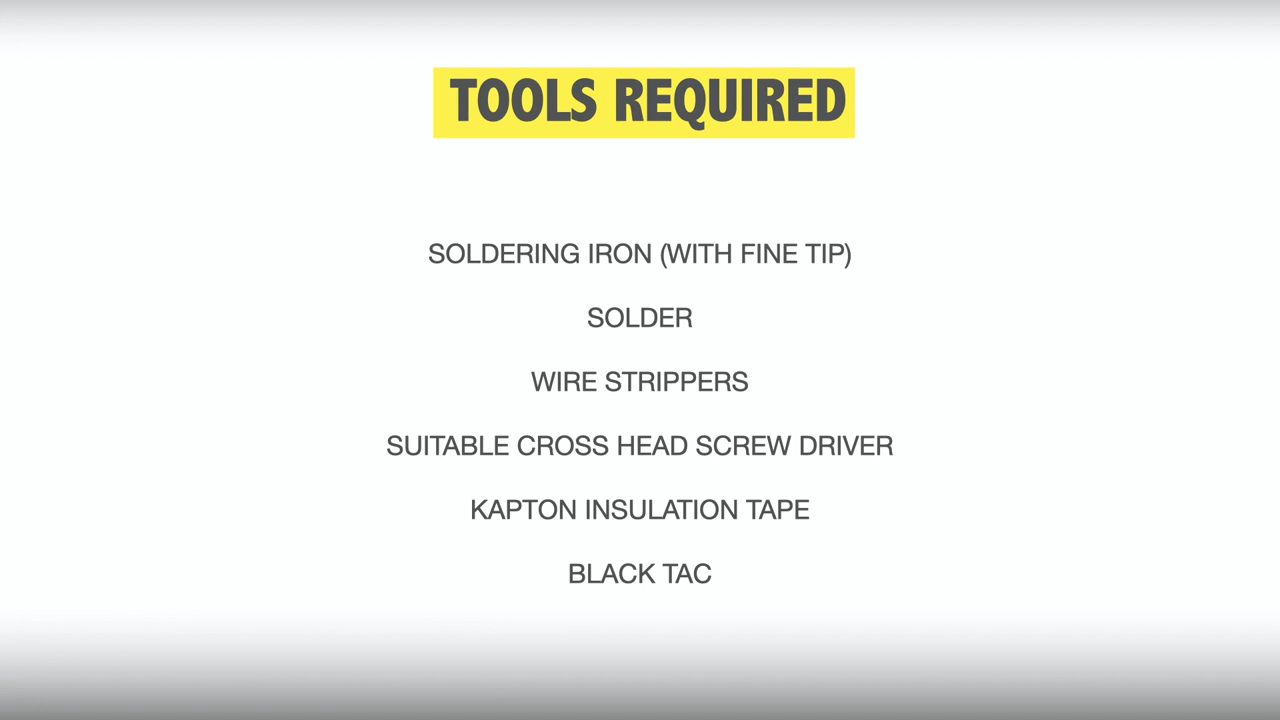 TOOLS REQUIRED
SOLDERING IRON (WITH FINE TIP)
SOLDER
WIRE STRIPPERS
SUITABLE CROSS HEAD SCREW DRIVER
KAPTON INSULATION TAPE
BLACK TAC